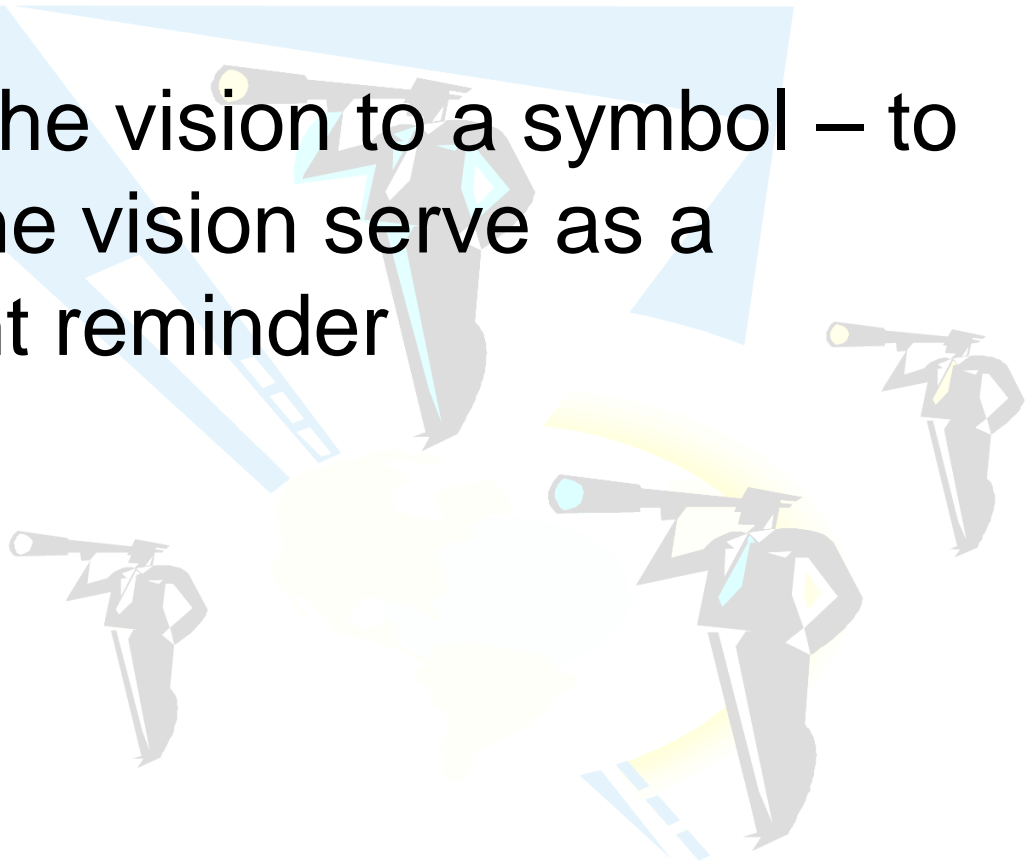 he vision to a symbol – to
e vision serve as a
t reminder